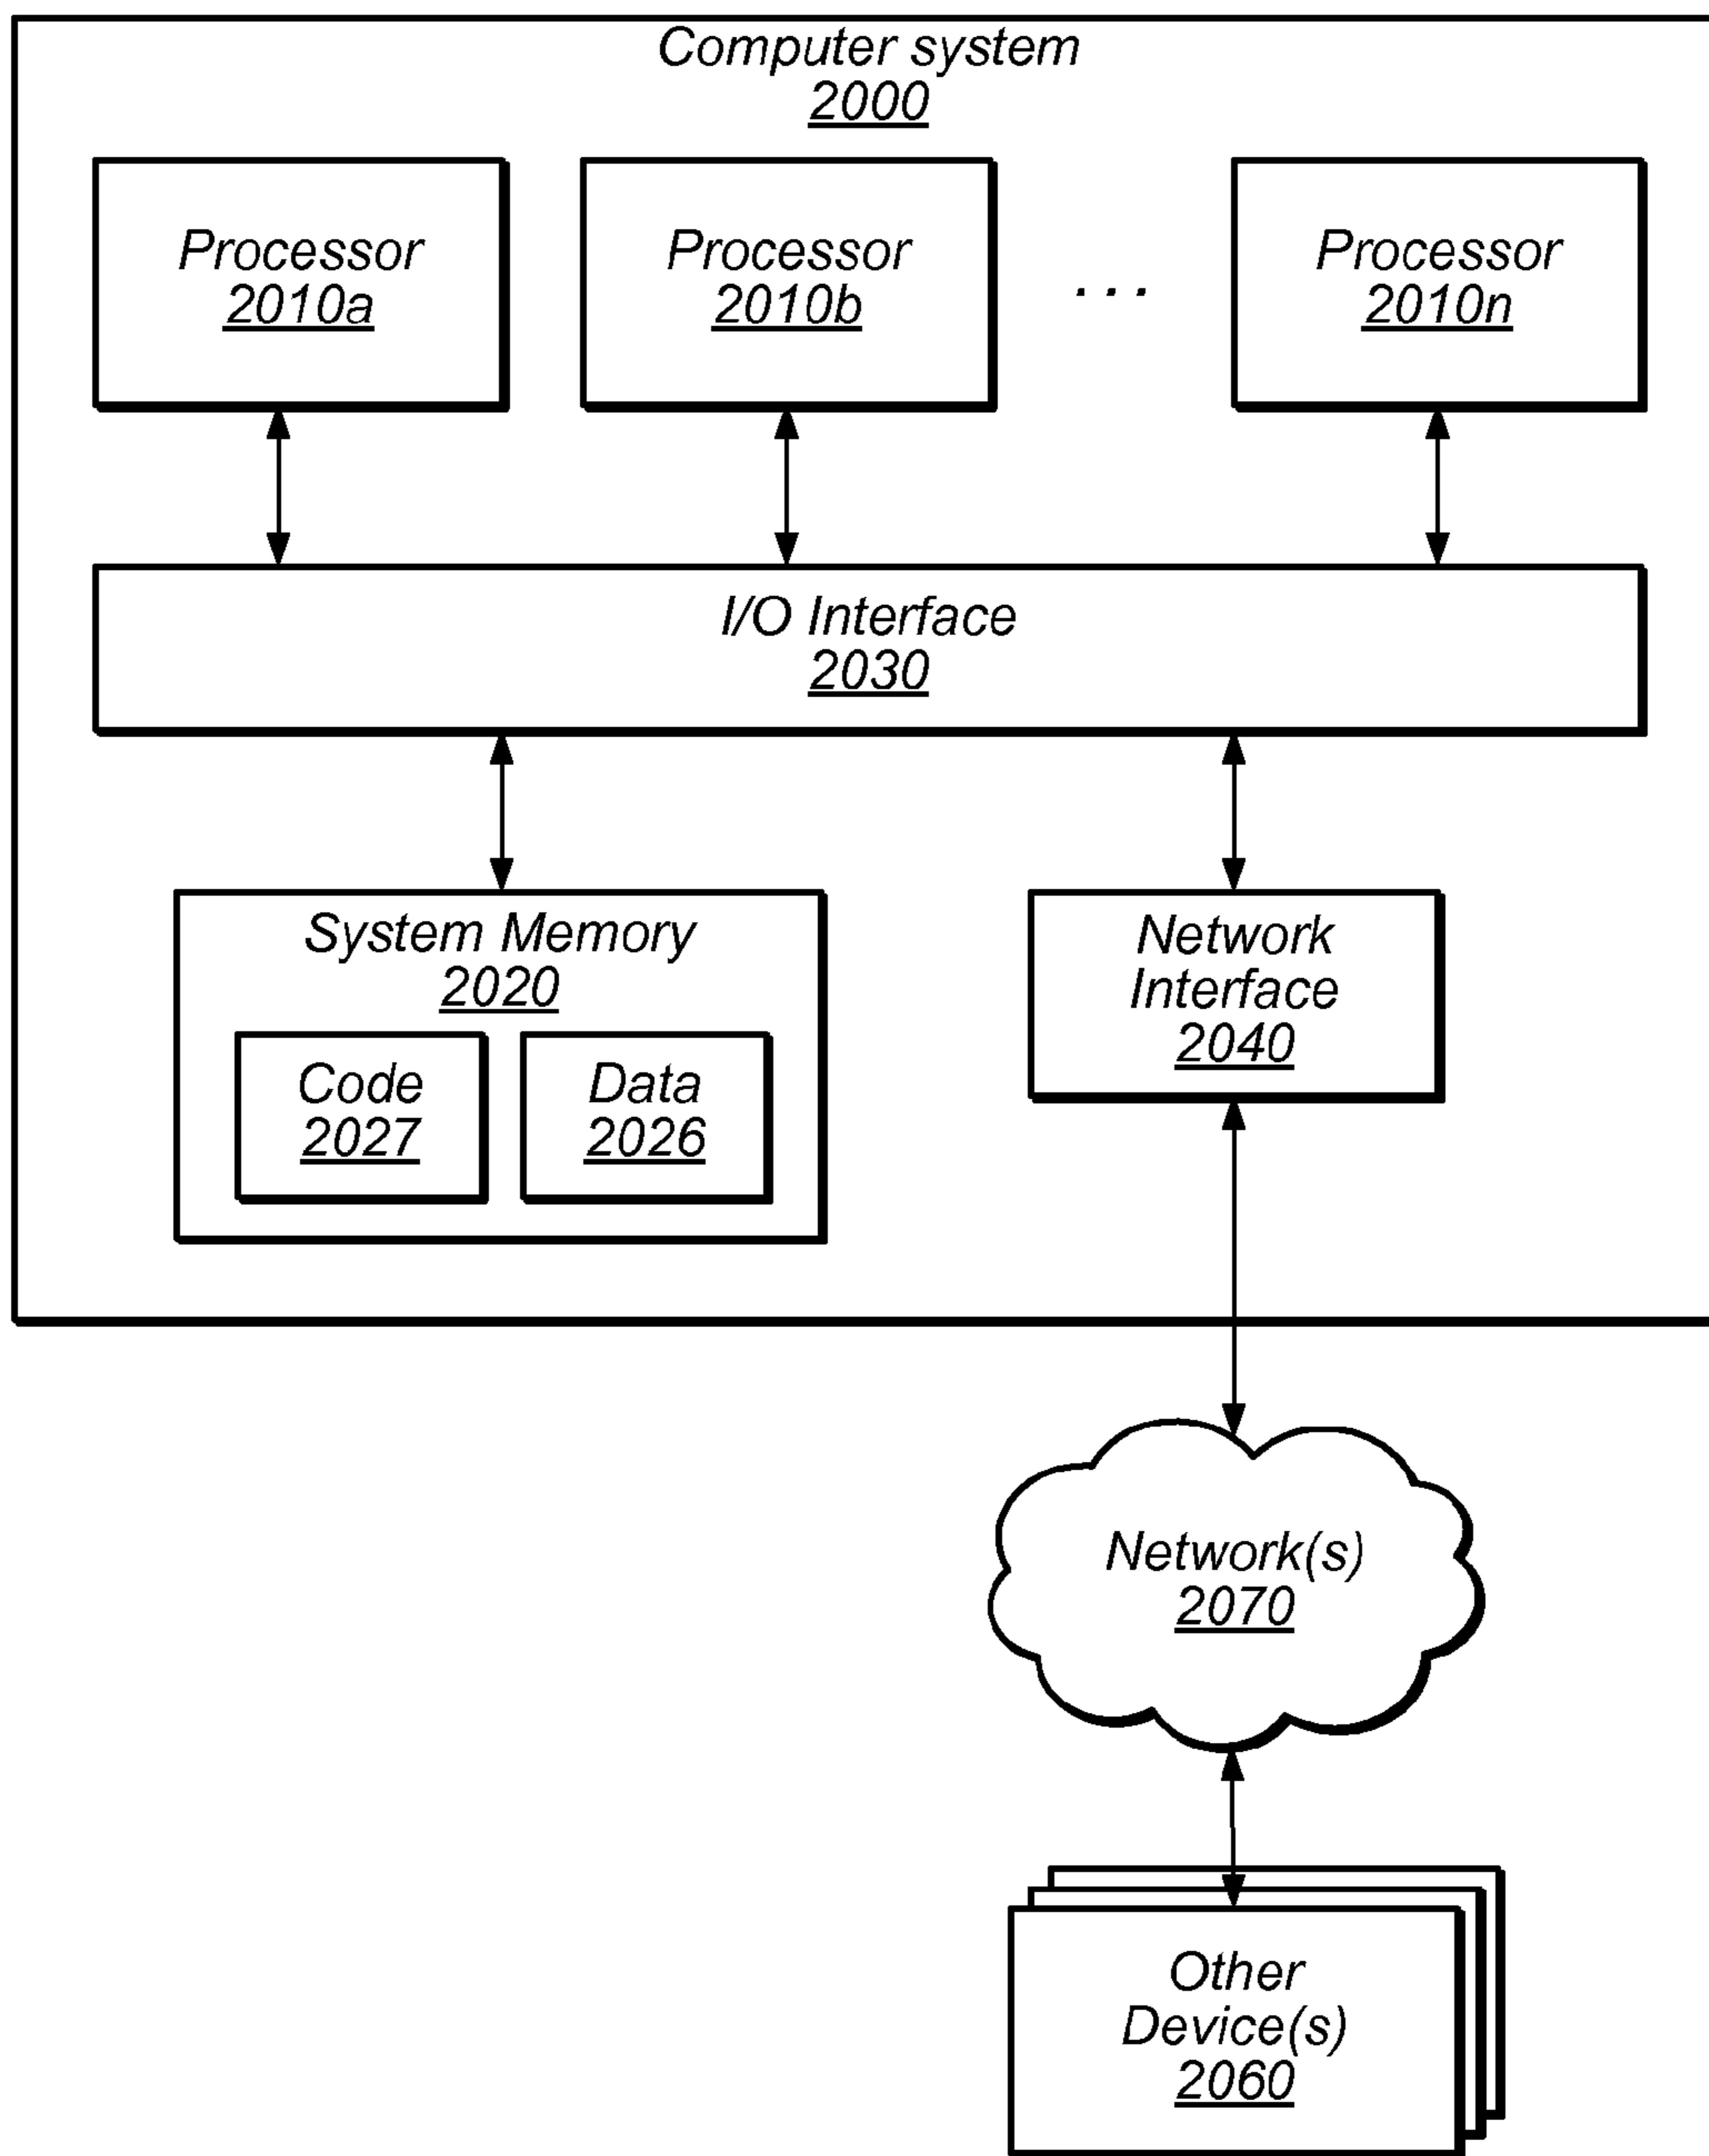 Computer system
2000
Processor
2010a
Processor
2010b
. . .
Processor
2010n
I/O Interface
2030
System Memory
2020
Code
2027
Data
2026
Network
Interface
2040
Network(s)
2070
Other
Device(s)
2060